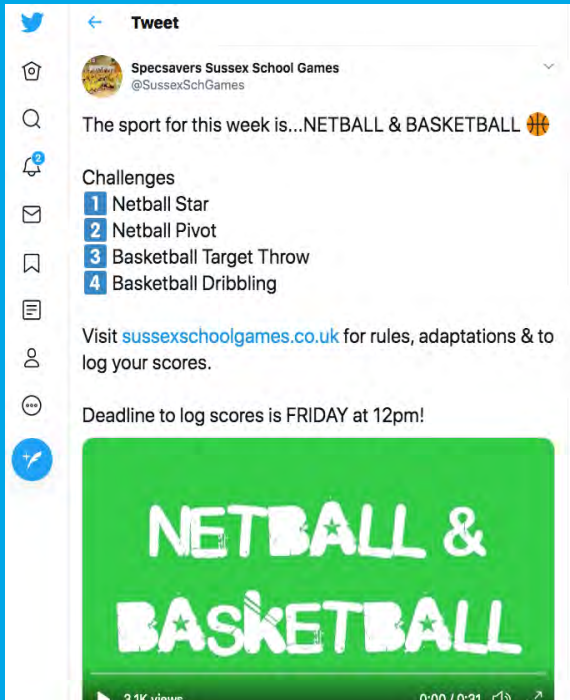 Tweet
Specsavers Sussex School Games
@SussexSchGames
The sport for this week is...NETBALL & BASKETBALL 🏀
Challenges
1 Netball Star
2 Netball Pivot
3 Basketball Target Throw
4 Basketball Dribbling
Visit sussexschoolgames.co.uk for rules, adaptations & to
log your scores.
Deadline to log scores is FRIDAY at 12pm!
2
NETBALL &
BASKETBALL
3.1K views
0:00 / 0:31